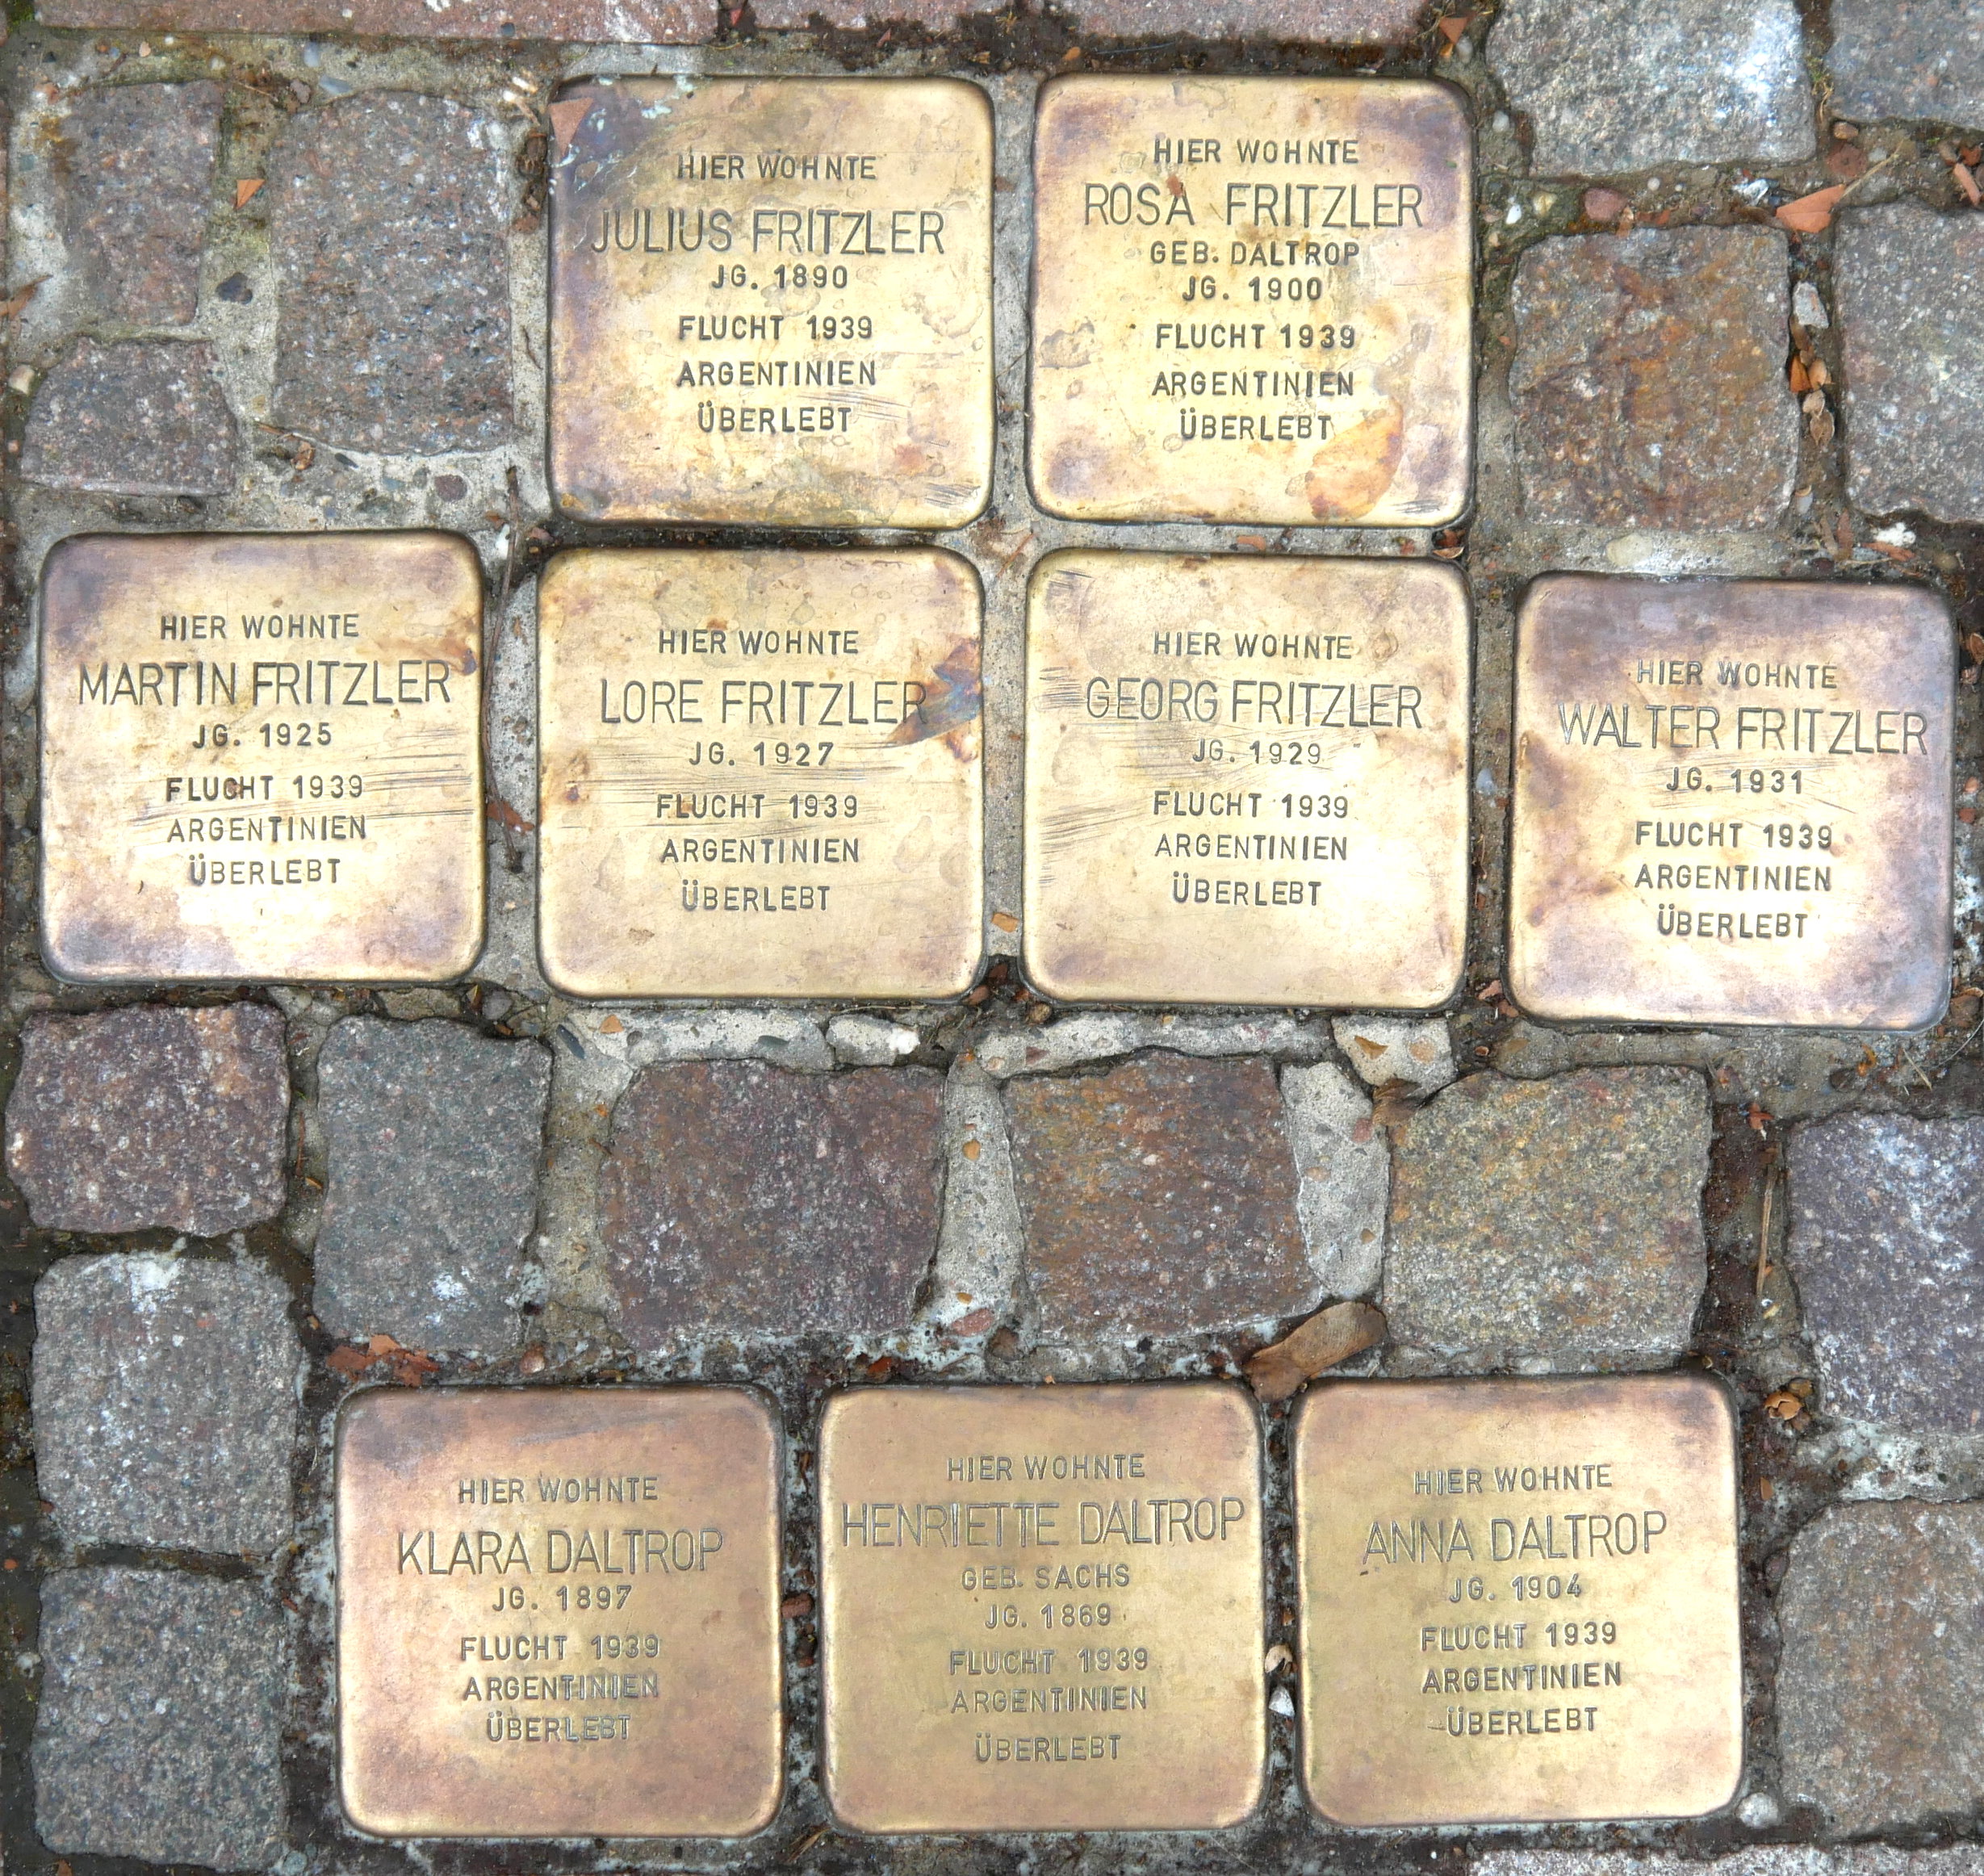 HIER WOHNTE
JULIUS FRITZLER
JG. 1890
FLUCHT 1939
ARGENTINIEN
ÜBERLEBT
HIER WOHNTE
ROSA FRITZLER
GEB. DALTROP
JG. 1900
FLUCHT 1939
ARGENTINIEN
ÜBERLEBT
HIER WOHNTE
MARTIN FRITZLER
JG. 1925
FLUCHT 1939
ARGENTINIEN
ÜBERLEBT
HIER WOHNTE
LORE FRITZLER
JG. 1927
FLUCHT 1939
ARGENTINIEN
ÜBERLEBT
HIER WOHNTE
GEORG FRITZLER
JG. 1929
FLUCHT 1939
ARGENTINIEN
ÜBERLEBT
HIER WOHNTE
WALTER FRITZLER
JG. 1931
FLUCHT 1939
ARGENTINIEN
ÜBERLEBT
HIER WOHNTE
KLARA DALTROP
JG. 1897
FLUCHT 1939
ARGENTINIEN
ÜBERLEBT
HIER WOHNTE
HENRIETTE DALTROP
GEB. SACHS
JG. 1869
FLUCHT 1939
ARGENTINIEN
ÜBERLEBT
HIER WOHNTE
ANNA DALTROP
JG. 1904
FLUCHT 1939
ARGENTINIEN
ÜBERLEBT